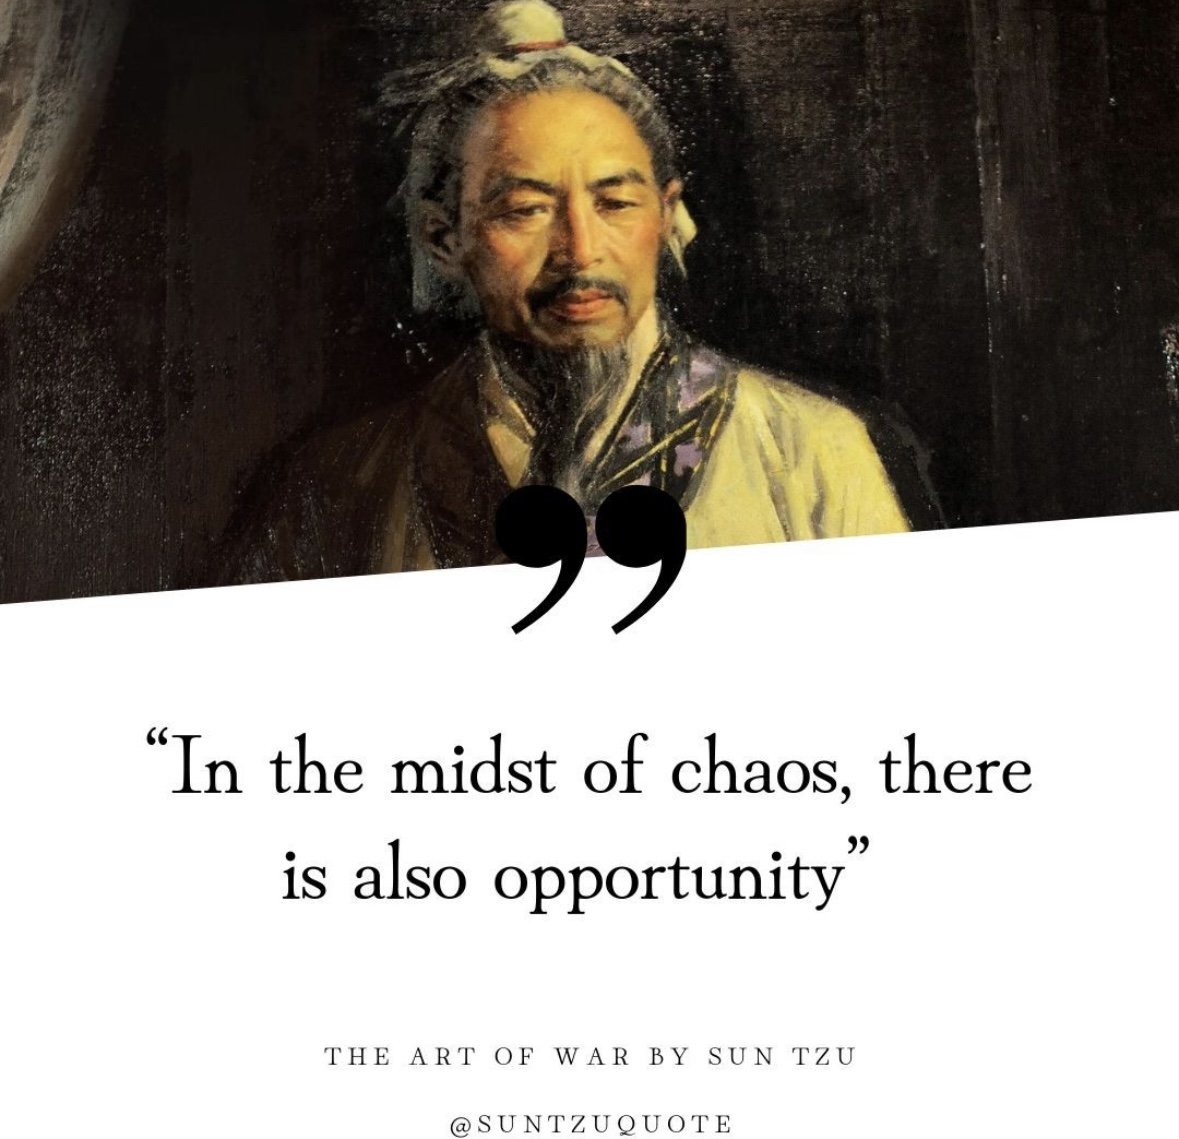 “In the midst of chaos, there
is also opportunity”
THE ART OF WAR BY SUN TZU
@SUNTZUQUOTE